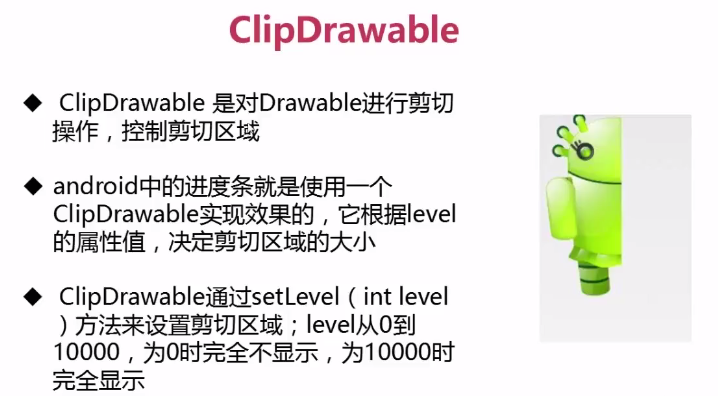 ClipDrawable
◆ ClipDrawable 是对Drawable进行剪切
操作，控制剪切区域
◆ android中的进度条就是使用一个
ClipDrawable实现效果的，它根据level
的属性值，决定剪切区域的大小
◆ ClipDrawable通过setLevel（int level
）方法来设置剪切区域；level从0到
10000，为0时完全不显示，为10000时
完全显示